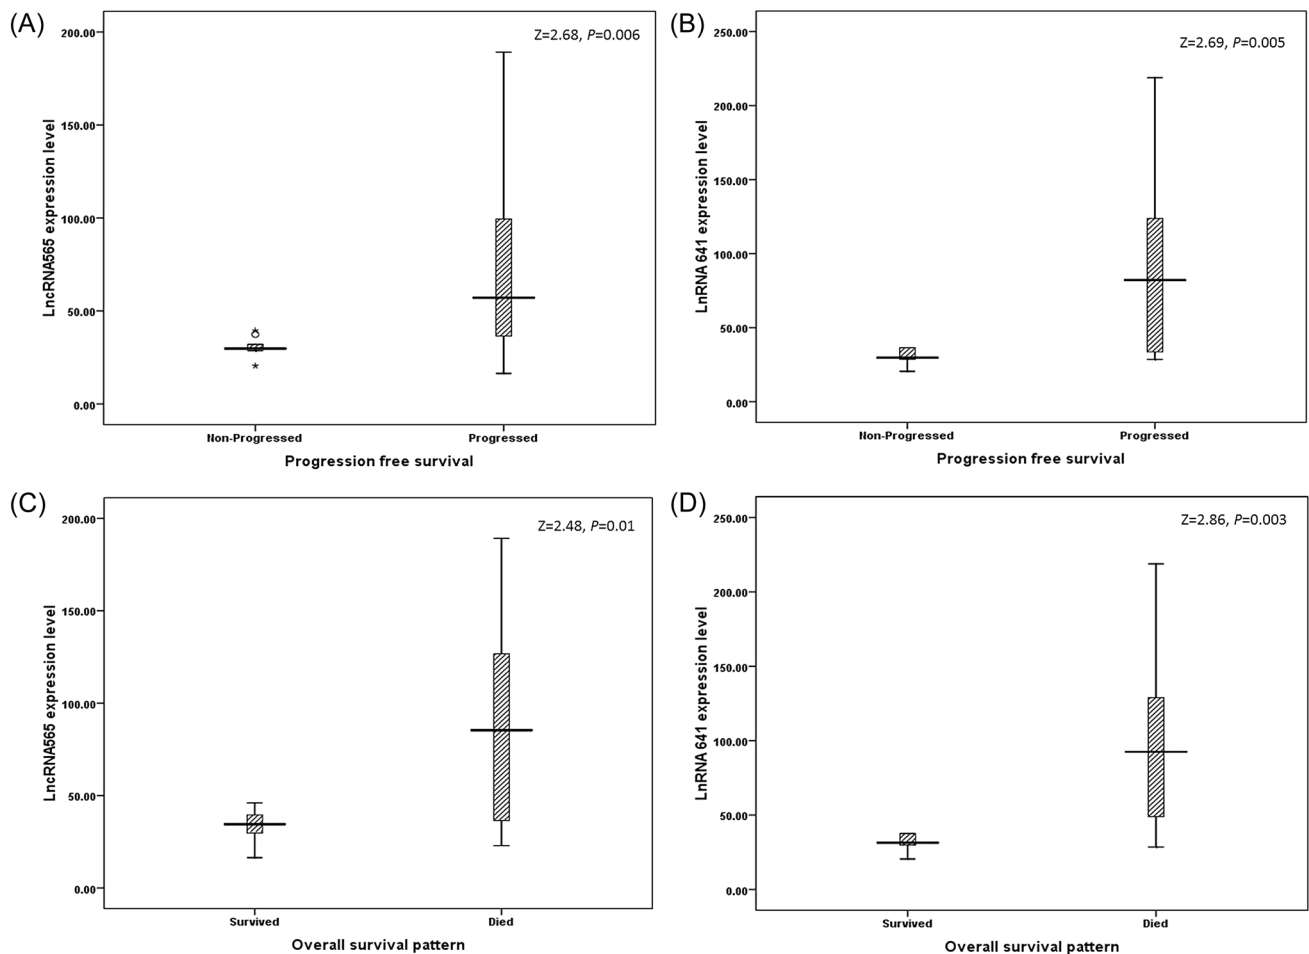 (A)
Z=2.68, P=0.006
LncRNA565 expression level
200.00
150.00
100.00
50.00
0.00
Non-Progressed
Progressed
Progression free survival
(B)
Z=2.69, P=0.005
LnRNA 641 expression level
250.00
200.00
150.00
100.00
50.00
0.00
Non-Progressed
Progressed
Progression free survival
(C)
Z=2.48, P=0.01
LncRNA565 expression level
200.00
150.00
100.00
50.00
0.00
Survived
Died
Overall survival pattern
(D)
Z=2.86, P=0.003
LnRNA 641 expression level
250.00
200.00
150.00
100.00
50.00
0.00
Survived
Died
Overall survival pattern